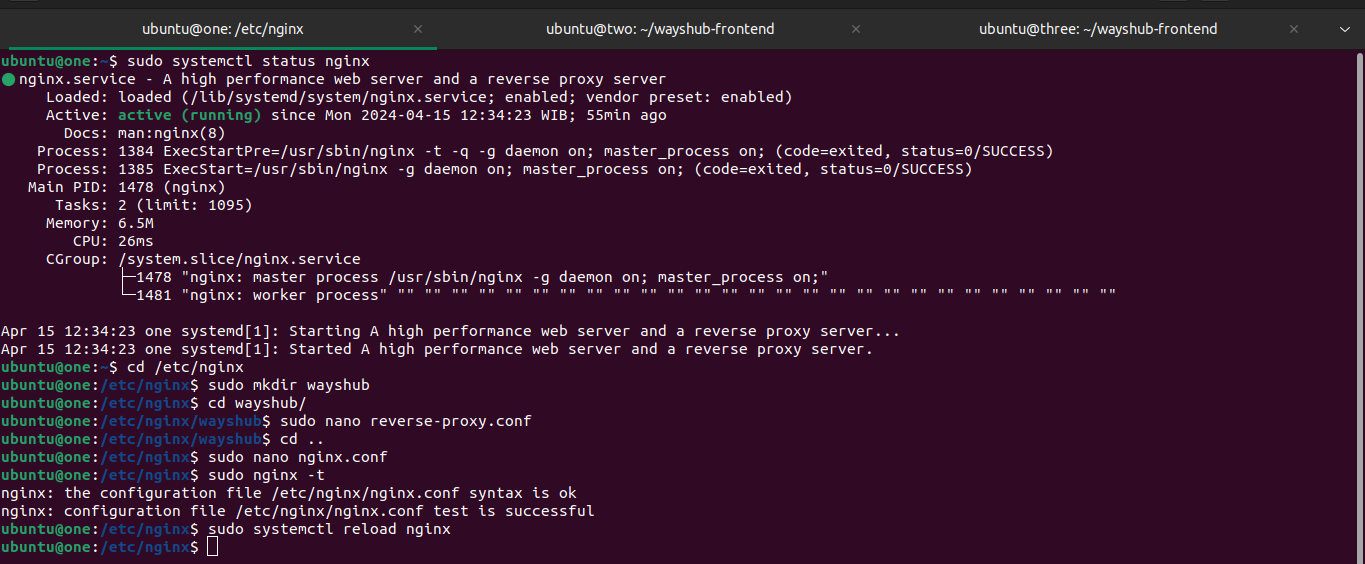 ubuntu@one: /etc/nginx
ubuntu@two: ~/wayshub-frontend
ubuntu@three: ~/wayshub-frontend
ubuntu@one:~$ sudo systemctl status nginx
● nginx.service - A high performance web server and a reverse proxy server
Loaded: loaded (/lib/systemd/system/nginx.service; enabled; vendor preset: enabled)
Active: active (running) since Mon 2024-04-15 12:34:23 WIB; 55min ago
Docs: man:nginx(8)
Process: 1384 ExecStartPre=/usr/sbin/nginx -t -q -g daemon on; master_process on; (code=exited, status=0/SUCCESS)
Process: 1385 ExecStart=/usr/sbin/nginx -g daemon on; master_process on; (code=exited, status=0/SUCCESS)
Main PID: 1478 (nginx)
Tasks: 2 (limit: 1095)
Memory: 6.5M
CPU: 26ms
CGroup: /system.slice/nginx.service
├─1478 "nginx: master process /usr/sbin/nginx -g daemon on; master_process on;"
└─1481 "nginx: worker process" "" "" "" "" "" "" "" "" "" "" "" "" "" "" "" "" "" "" "" "" "" "" "" "" "" "" ""

Apr 15 12:34:23 one systemd[1]: Starting A high performance web server and a reverse proxy server...
Apr 15 12:34:23 one systemd[1]: Started A high performance web server and a reverse proxy server.
ubuntu@one:~$ cd /etc/nginx
ubuntu@one:/etc/nginx$ sudo mkdir wayshub
ubuntu@one:/etc/nginx$ cd wayshub/
ubuntu@one:/etc/nginx/wayshub$ sudo nano reverse-proxy.conf
ubuntu@one:/etc/nginx/wayshub$ cd ..
ubuntu@one:/etc/nginx$ sudo nano nginx.conf
ubuntu@one:/etc/nginx$ sudo nginx -t
nginx: the configuration file /etc/nginx/nginx.conf syntax is ok
nginx: configuration file /etc/nginx/nginx.conf test is successful
ubuntu@one:/etc/nginx$ sudo systemctl reload nginx
ubuntu@one:/etc/nginx$